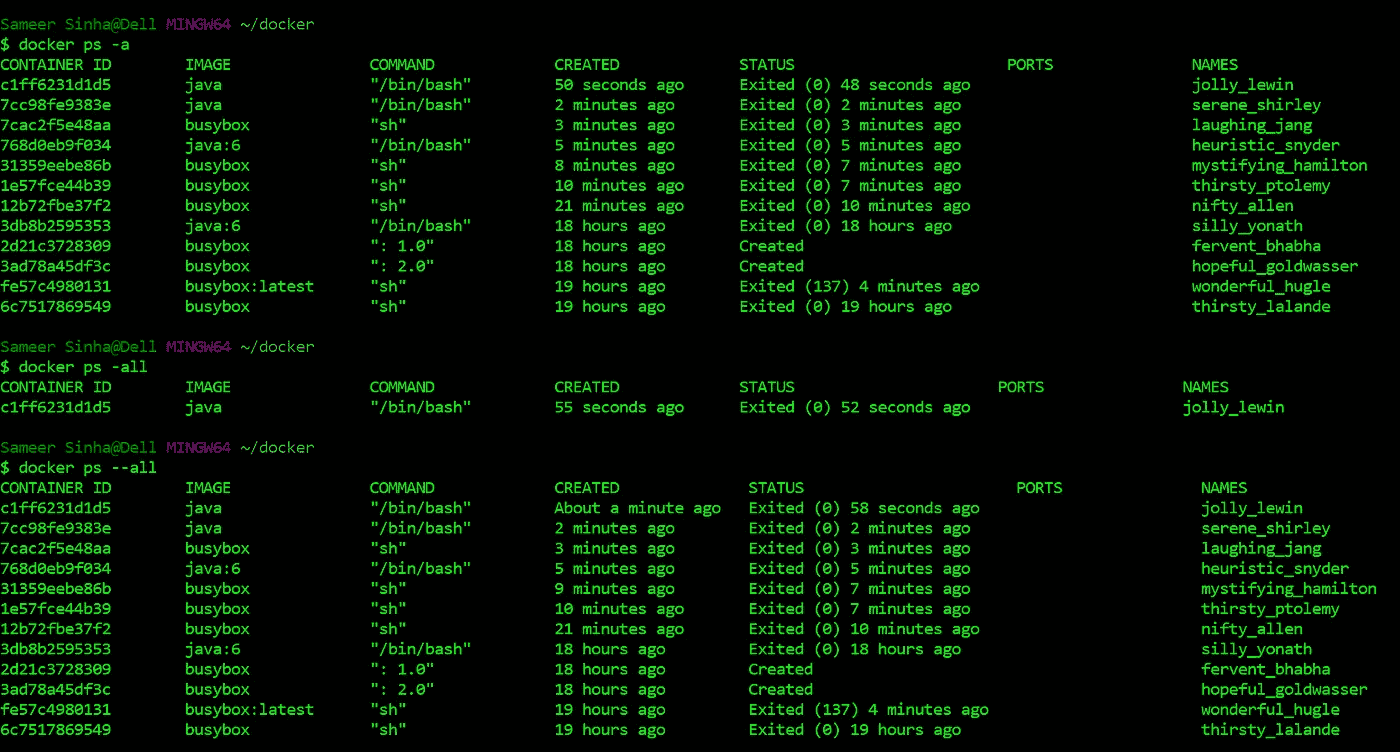 Sameer Sinha@Dell MINGW64 ~/docker
$ docker ps -a
CONTAINER ID        IMAGE               COMMAND             CREATED             STATUS                       PORTS               NAMES
c1ff6231d1d5        java                "/bin/bash"         50 seconds ago      Exited (0) 48 seconds ago                        jolly_lewin
7cc98fe9383e        java                "/bin/bash"         2 minutes ago       Exited (0) 2 minutes ago                         serene_shirley
7cac2f5e48aa        busybox             "sh"                3 minutes ago       Exited (0) 3 minutes ago                         laughing_jang
768d0eb9f034        java:6              "/bin/bash"         5 minutes ago       Exited (0) 5 minutes ago                         heuristic_snyder
31359eebe86b        busybox             "sh"                8 minutes ago       Exited (0) 7 minutes ago                         mystifying_hamilton
1e57fce44b39        busybox             "sh"                10 minutes ago      Exited (0) 7 minutes ago                         thirsty_ptolemy
12b72fbe37f2        busybox             "sh"                21 minutes ago      Exited (0) 10 minutes ago                        nifty_allen
3db8b2595353        java:6              "/bin/bash"         18 hours ago        Exited (0) 18 hours ago                          silly_yonath
2d21c3728309        busybox             ": 1.0"             18 hours ago        Created                                          fervent_bhabha
3ad78a45df3c        busybox             ": 2.0"             18 hours ago        Created                                          hopeful_goldwasser
fe57c4980131        busybox:latest      "sh"                19 hours ago        Exited (137) 4 minutes ago                       wonderful_hugle
6c7517869549        busybox             "sh"                19 hours ago        Exited (0) 19 hours ago                          thirsty_lalande
Sameer Sinha@Dell MINGW64 ~/docker
$ docker ps -all
CONTAINER ID        IMAGE               COMMAND             CREATED             STATUS                      PORTS               NAMES
c1ff6231d1d5        java                "/bin/bash"         55 seconds ago      Exited (0) 52 seconds ago                       jolly_lewin
Sameer Sinha@Dell MINGW64 ~/docker
$ docker ps --all
CONTAINER ID        IMAGE               COMMAND             CREATED              STATUS                       PORTS               NAMES
c1ff6231d1d5        java                "/bin/bash"         About a minute ago   Exited (0) 58 seconds ago                        jolly_lewin
7cc98fe9383e        java                "/bin/bash"         2 minutes ago        Exited (0) 2 minutes ago                         serene_shirley
7cac2f5e48aa        busybox             "sh"                3 minutes ago        Exited (0) 3 minutes ago                         laughing_jang
768d0eb9f034        java:6              "/bin/bash"         5 minutes ago        Exited (0) 5 minutes ago                         heuristic_snyder
31359eebe86b        busybox             "sh"                9 minutes ago        Exited (0) 7 minutes ago                         mystifying_hamilton
1e57fce44b39        busybox             "sh"                10 minutes ago       Exited (0) 7 minutes ago                         thirsty_ptolemy
12b72fbe37f2        busybox             "sh"                21 minutes ago       Exited (0) 10 minutes ago                        nifty_allen
3db8b2595353        java:6              "/bin/bash"         18 hours ago         Exited (0) 18 hours ago                          silly_yonath
2d21c3728309        busybox             ": 1.0"             18 hours ago         Created                                          fervent_bhabha
3ad78a45df3c        busybox             ": 2.0"             18 hours ago         Created                                          hopeful_goldwasser
fe57c4980131        busybox:latest      "sh"                19 hours ago         Exited (137) 4 minutes ago                       wonderful_hugle
6c7517869549        busybox             "sh"                19 hours ago         Exited (0) 19 hours ago                          thirsty_lalande